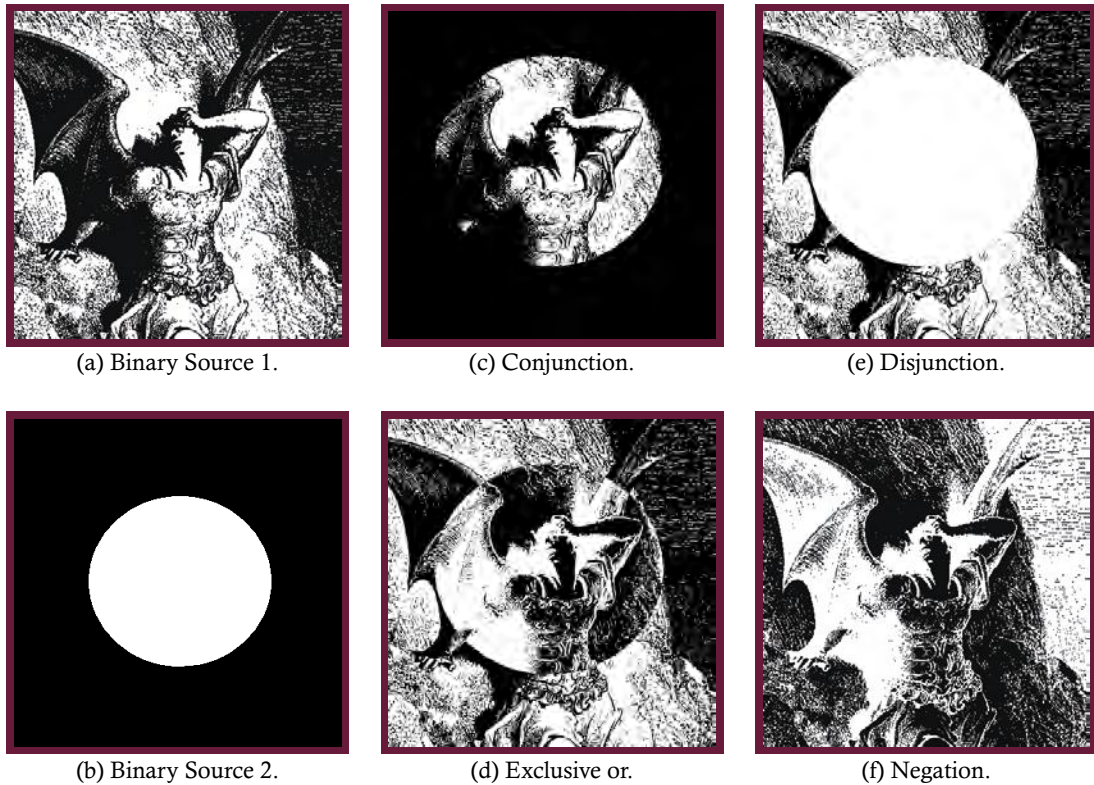 (a) Binary Source 1.
(c) Conjunction.
(e) Disjunction.
(b) Binary Source 2.
(d) Exclusive or.
(f) Negation.